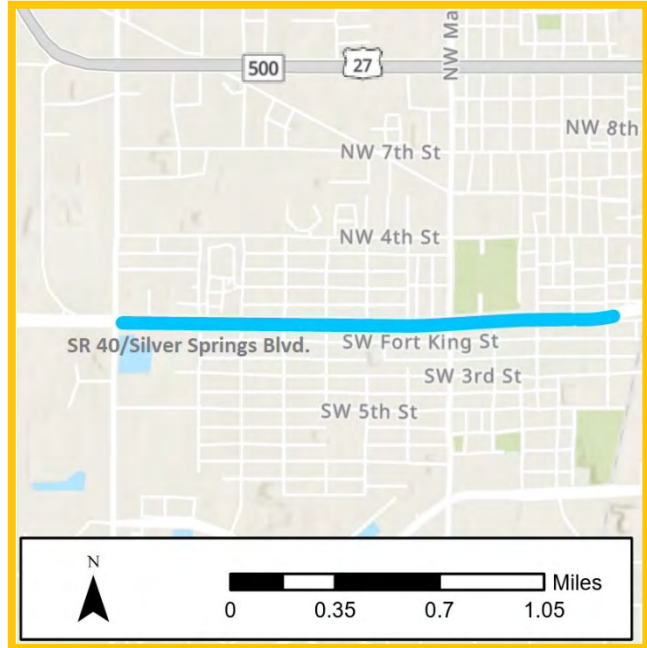 NW Ma
500
27
NW 8th
NW 7th St
NW 4th St
SR 40/Silver Springs Blvd.
SW Fort King St
SW 3rd St
SW 5th St
N
Miles
0 0.35 0.7 1.05